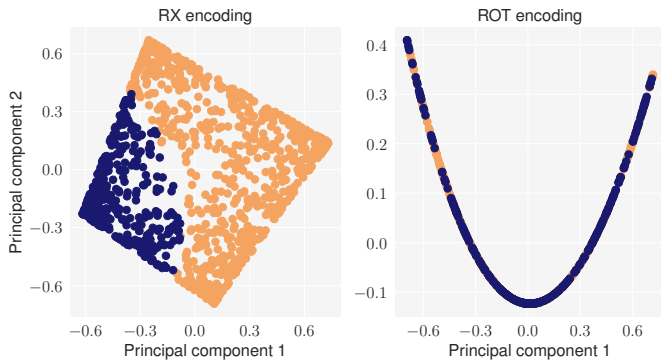 RX encoding
Principal component 2
0.6
0.3
0.0
−0.3
−0.6
−0.6 −0.3 0.0 0.3 0.6
Principal component 1
ROT encoding
0.4
0.3
0.2
0.1
0.0
−0.1
−0.6 −0.3 0.0 0.3 0.6
Principal component 1